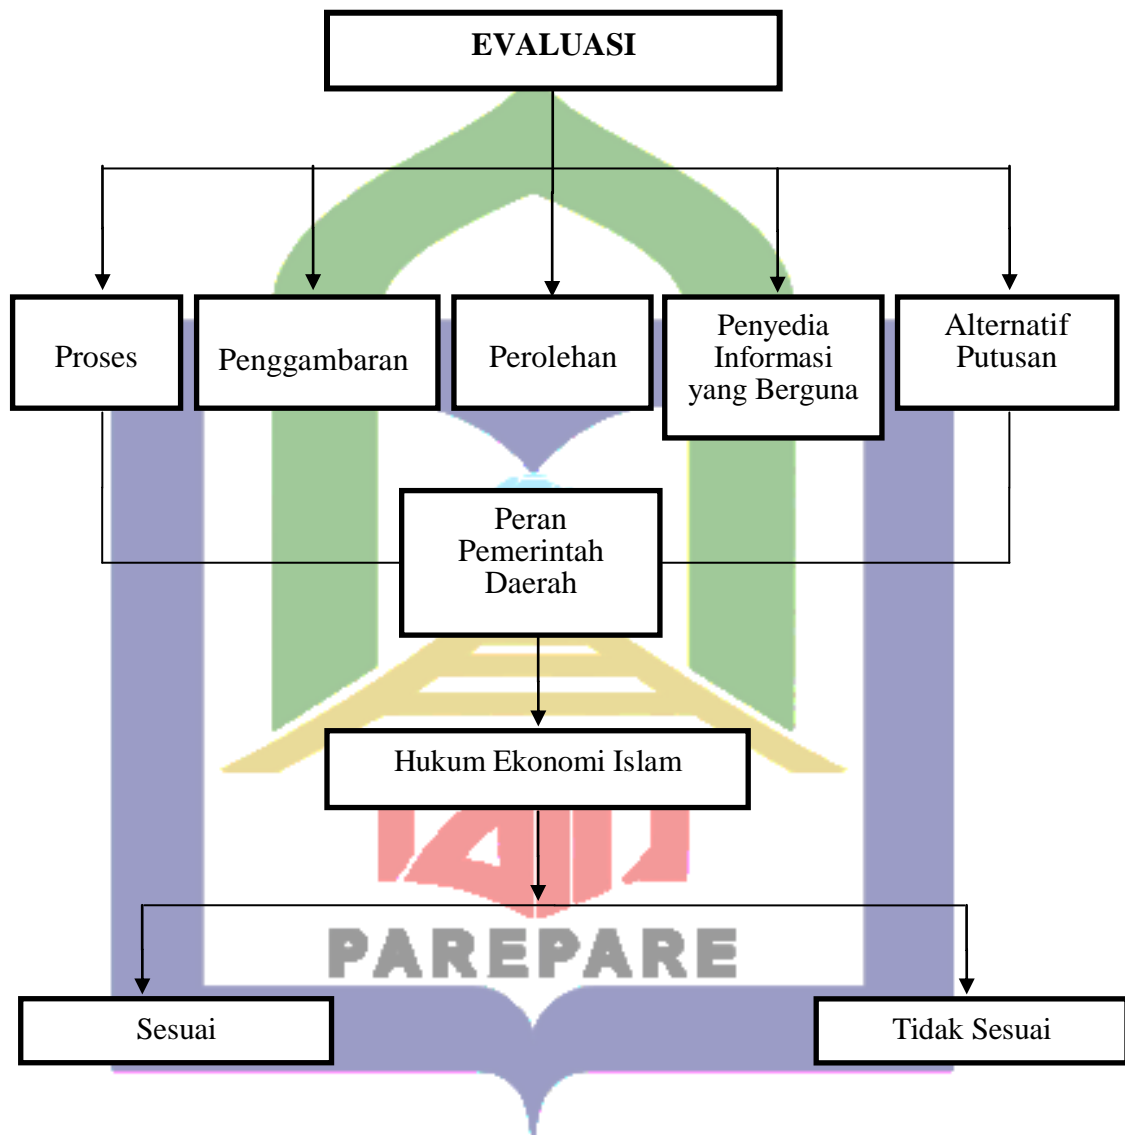 EVALUASI
Proses
Penggambaran
Perolehan
Penyedia
Informasi
yang Berguna
Alternatif
Putusan
Peran
Pemerintah
Daerah
Hukum Ekonomi Islam
PAREPARE
Sesuai
Tidak Sesuai